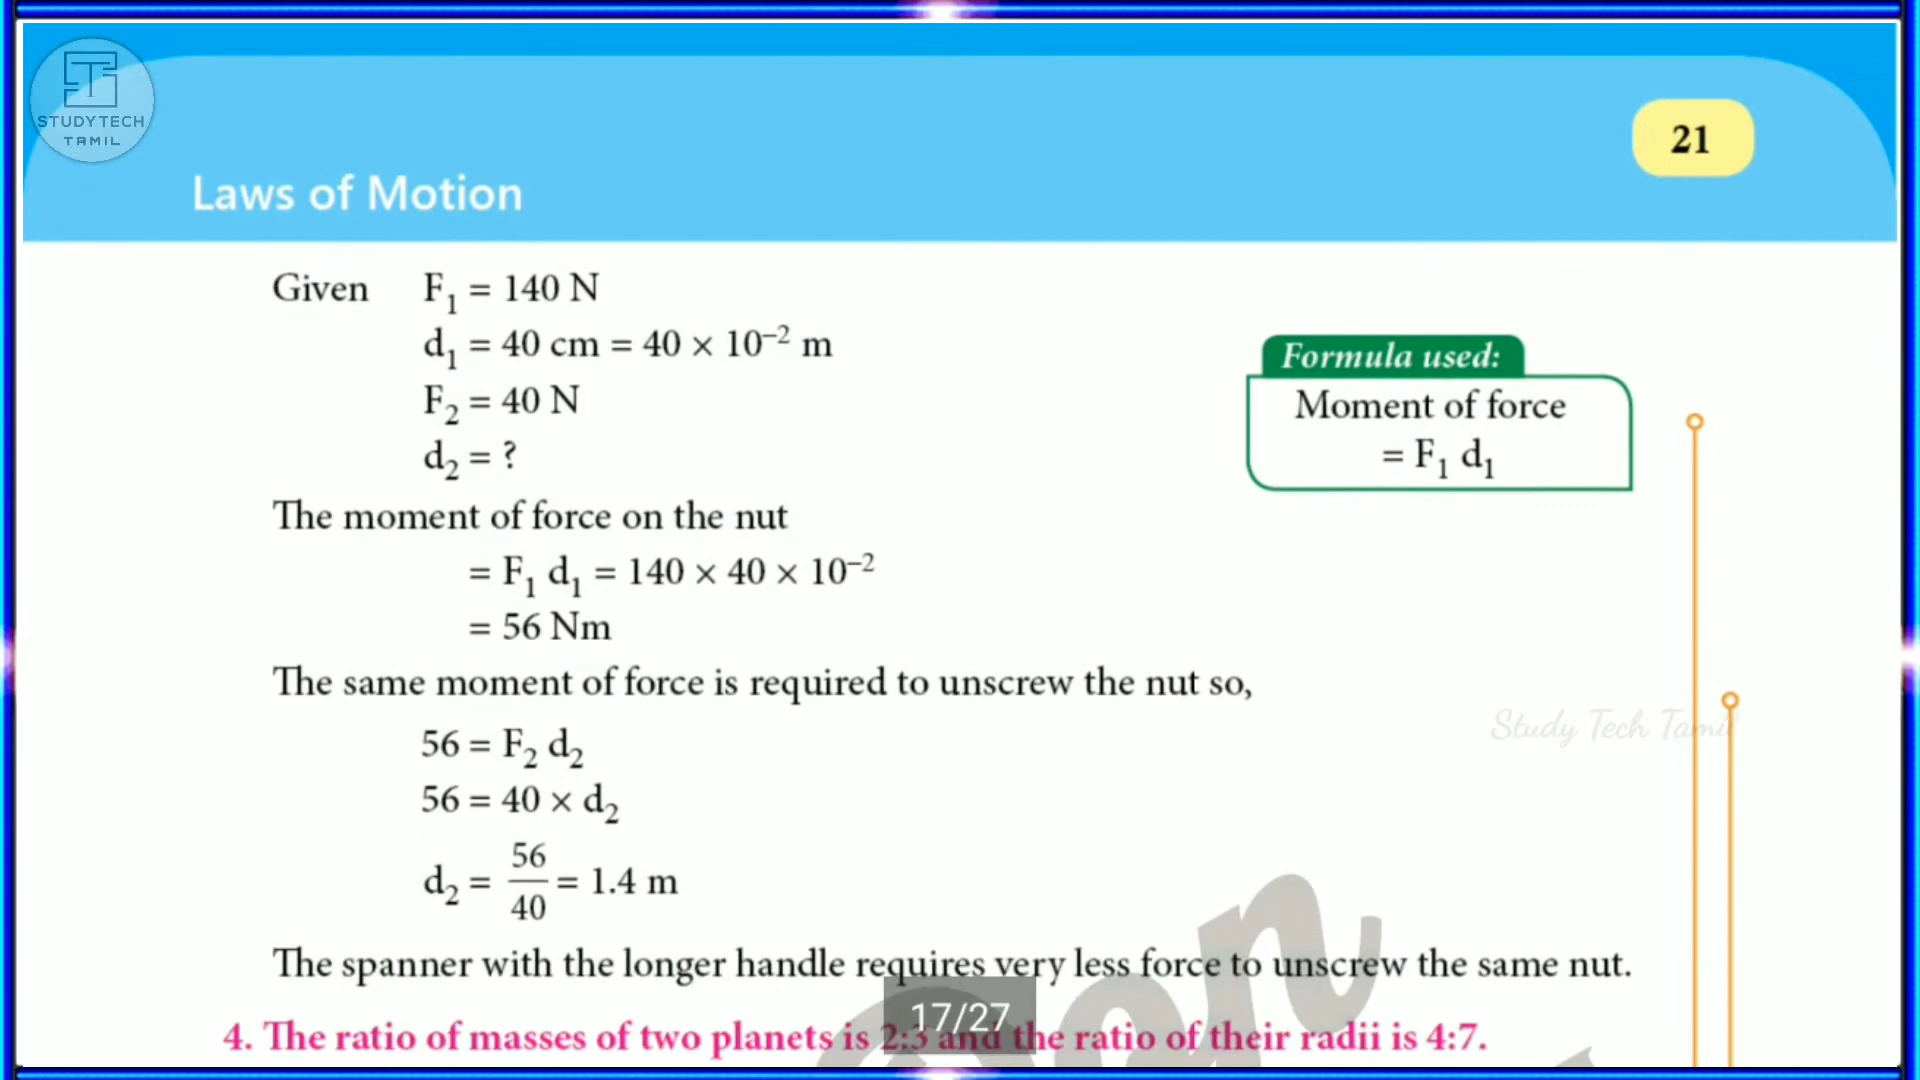 STUDYTECH
TAMIL
21
Laws of Motion
Given F₁ = 140 N
d₁ = 40 cm = 40 × 10⁻² m
F₂ = 40 N
d₂ = ?
Formula used:
Moment of force
= F₁ d₁
The moment of force on the nut
= F₁ d₁ = 140 × 40 × 10⁻²
= 56 Nm
The same moment of force is required to unscrew the nut so,
56 = F₂ d₂
56 = 40 × d₂
d₂ = 56/40 = 1.4 m
Study Tech Tamil
The spanner with the longer handle requires very less force to unscrew the same nut.
17/27
4. The ratio of masses of two planets is 2:3 and the ratio of their radii is 4:7.